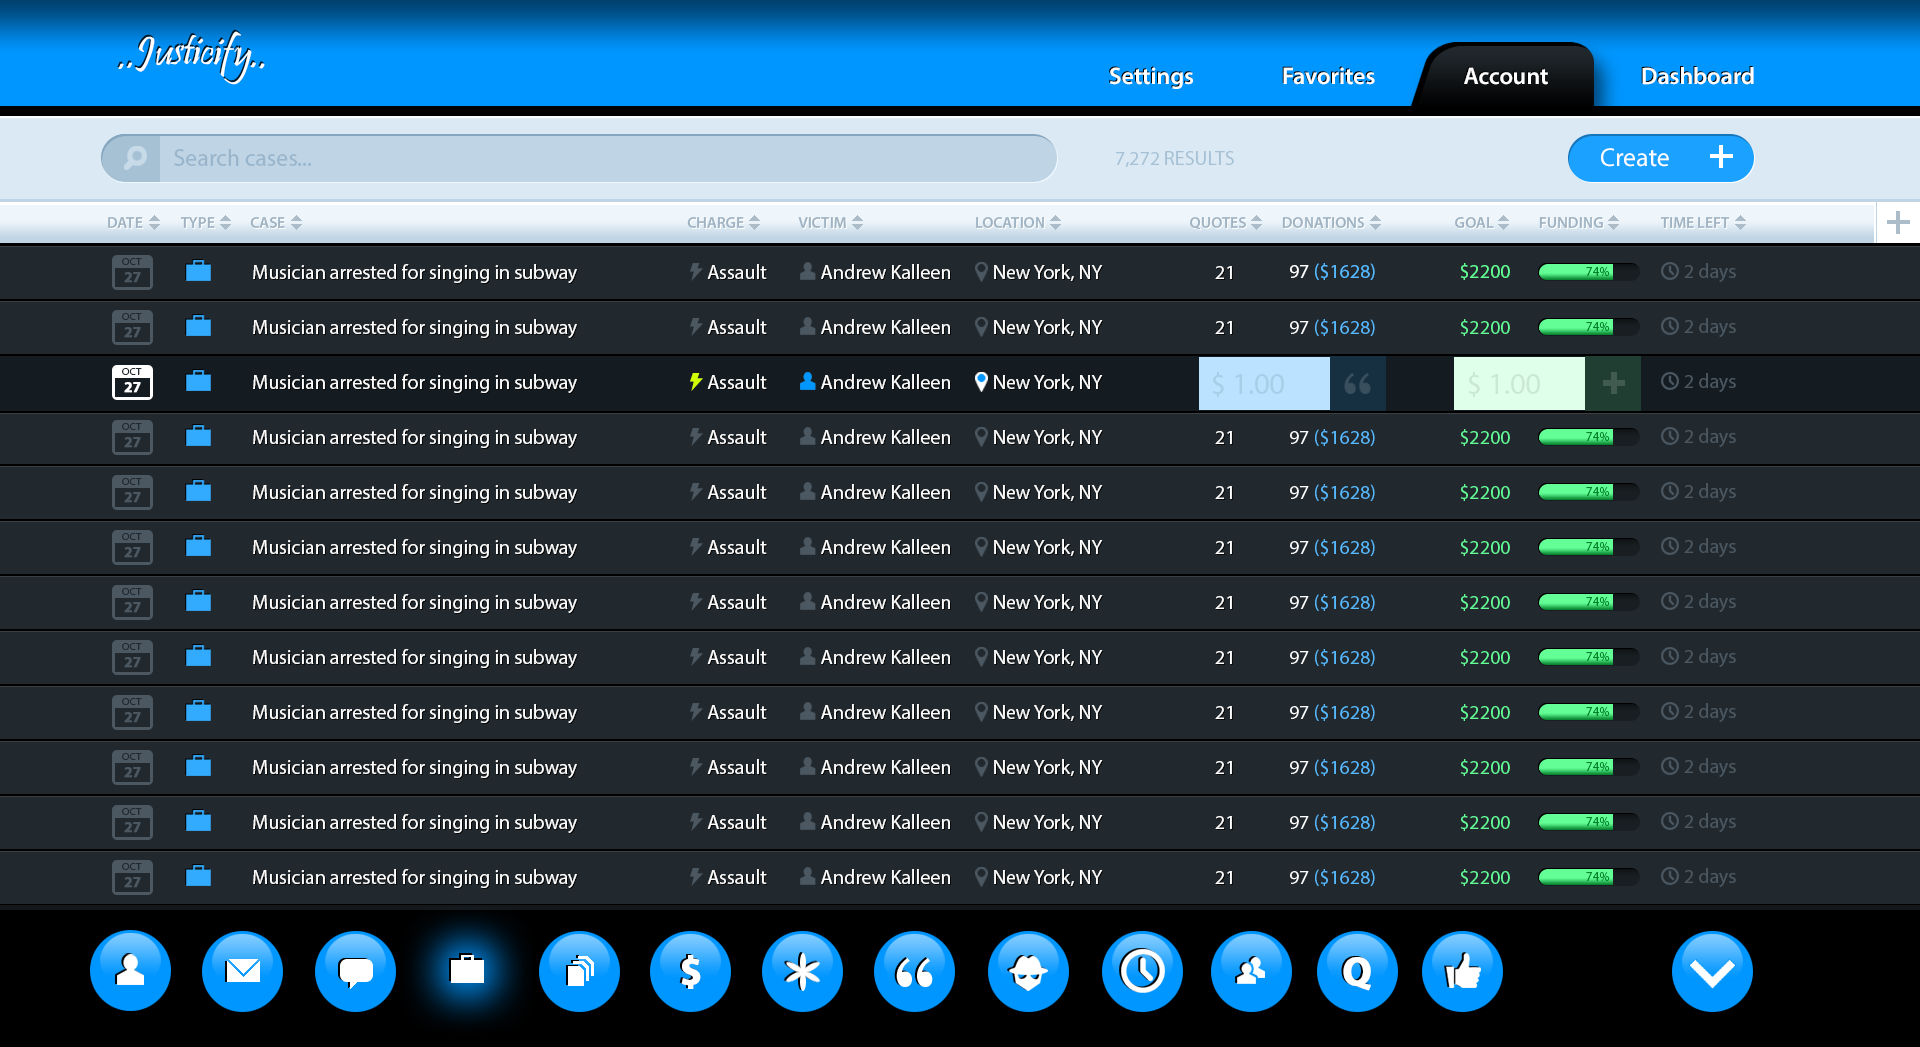 ..Justicify..
Settings Favorites Account Dashboard
Search cases... 7,272 RESULTS Create +
DATE TYPE CASE CHARGE VICTIM LOCATION QUOTES DONATIONS GOAL FUNDING TIME LEFT +
OCT 27 Musician arrested for singing in subway Assault Andrew Kalleen New York, NY 21 97 ($1628) $2200 74% 2 days
OCT 27 Musician arrested for singing in subway Assault Andrew Kalleen New York, NY 21 97 ($1628) $2200 74% 2 days
OCT 27 Musician arrested for singing in subway Assault Andrew Kalleen New York, NY $ 1.00 “ $ 1.00 + 2 days
OCT 27 Musician arrested for singing in subway Assault Andrew Kalleen New York, NY 21 97 ($1628) $2200 74% 2 days
OCT 27 Musician arrested for singing in subway Assault Andrew Kalleen New York, NY 21 97 ($1628) $2200 74% 2 days
OCT 27 Musician arrested for singing in subway Assault Andrew Kalleen New York, NY 21 97 ($1628) $2200 74% 2 days
OCT 27 Musician arrested for singing in subway Assault Andrew Kalleen New York, NY 21 97 ($1628) $2200 74% 2 days
OCT 27 Musician arrested for singing in subway Assault Andrew Kalleen New York, NY 21 97 ($1628) $2200 74% 2 days
OCT 27 Musician arrested for singing in subway Assault Andrew Kalleen New York, NY 21 97 ($1628) $2200 74% 2 days
OCT 27 Musician arrested for singing in subway Assault Andrew Kalleen New York, NY 21 97 ($1628) $2200 74% 2 days
OCT 27 Musician arrested for singing in subway Assault Andrew Kalleen New York, NY 21 97 ($1628) $2200 74% 2 days
OCT 27 Musician arrested for singing in subway Assault Andrew Kalleen New York, NY 21 97 ($1628) $2200 74% 2 days
$ * “ Q